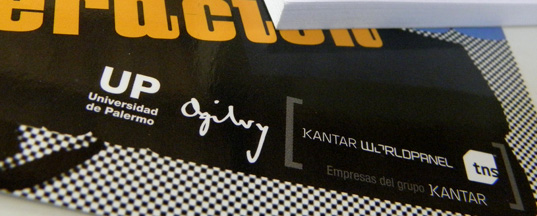 UP
Universidad
de Palermo
Ogilvy
KANTAR WORLDPANEL
tns
Empresas del grupo KANTAR